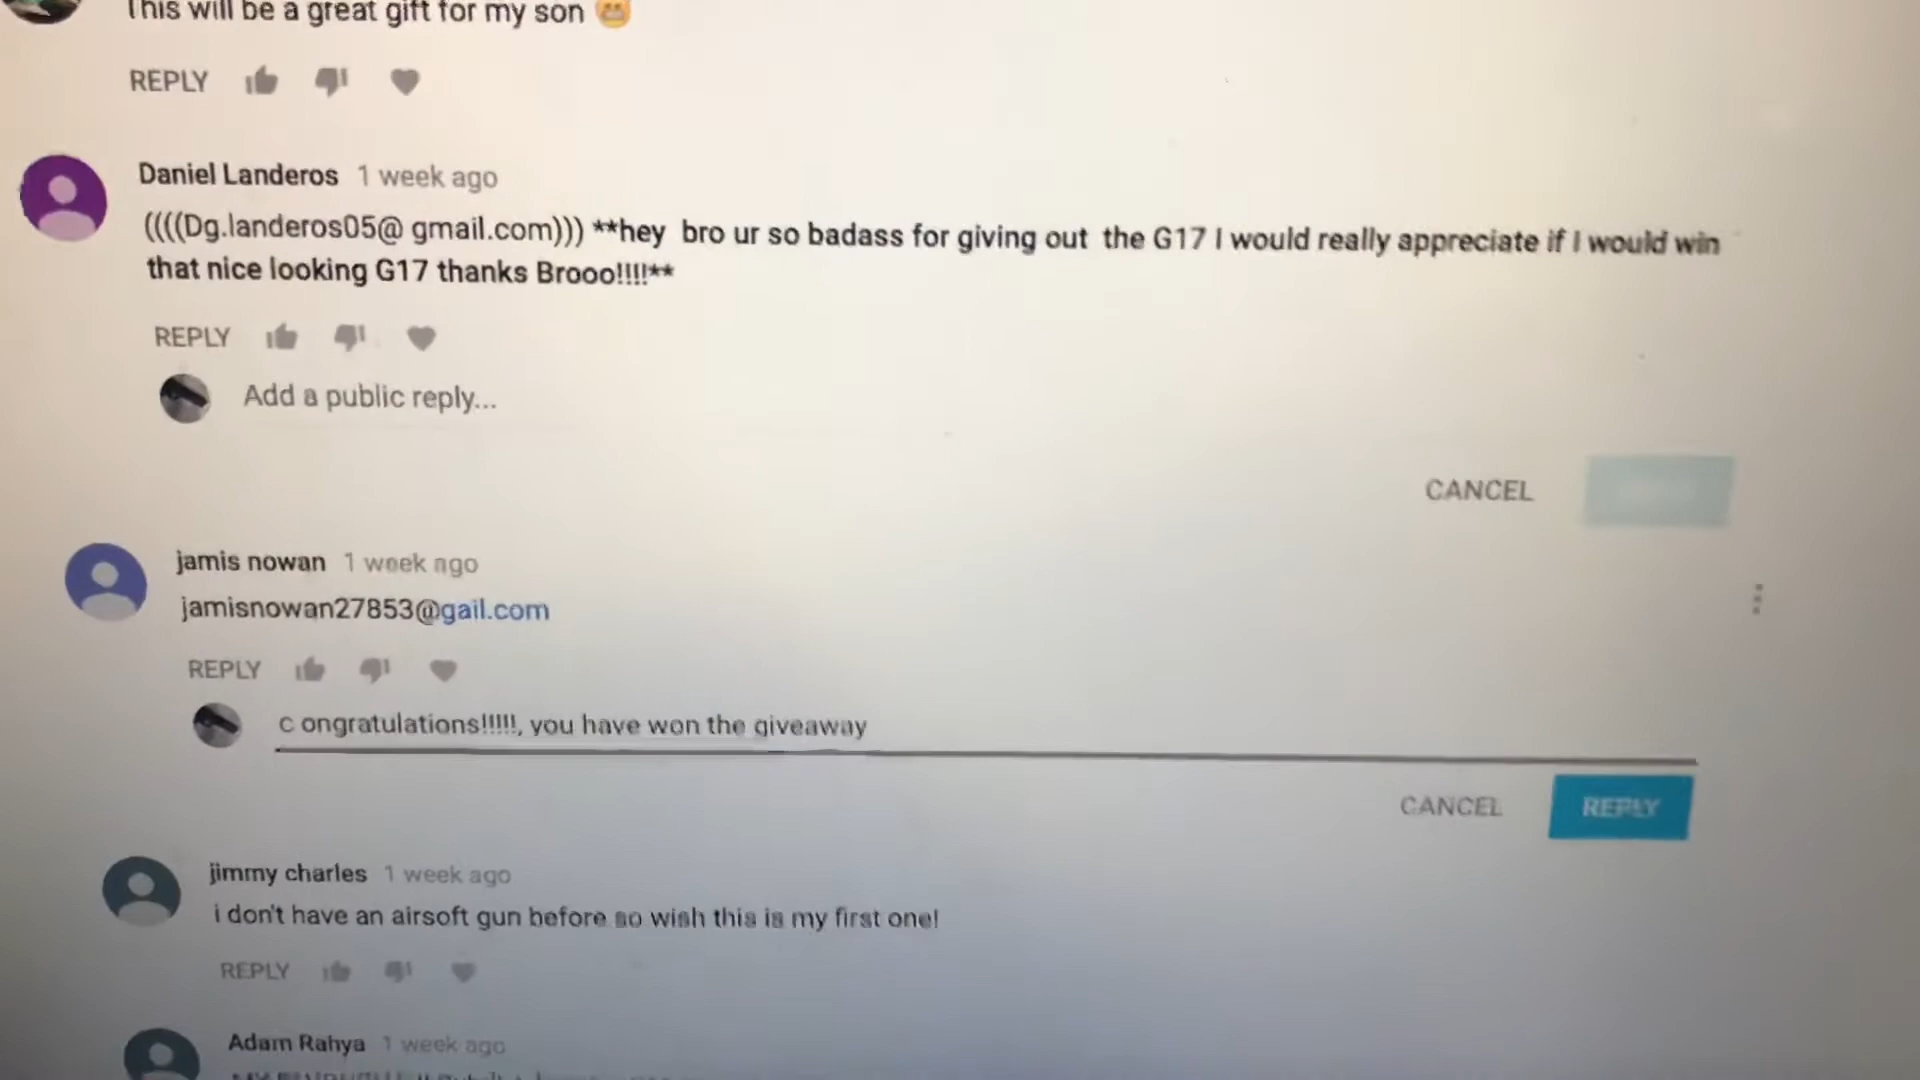 This will be a great gift for my son 😁
REPLY
Daniel Landeros 1 week ago
((((Dg.landeros05@ gmail.com))) **hey bro ur so badass for giving out the G17 I would really appreciate if I would win
that nice looking G17 thanks Brooo!!!!**
REPLY
Add a public reply...
CANCEL
jamis nowan 1 week ago
jamisnowan27853@gail.com
REPLY
c ongratulations!!!!!, you have won the giveaway
CANCEL REPLY
jimmy charles 1 week ago
i don't have an airsoft gun before so wish this is my first one!
REPLY
Adam Rahya 1 week ago